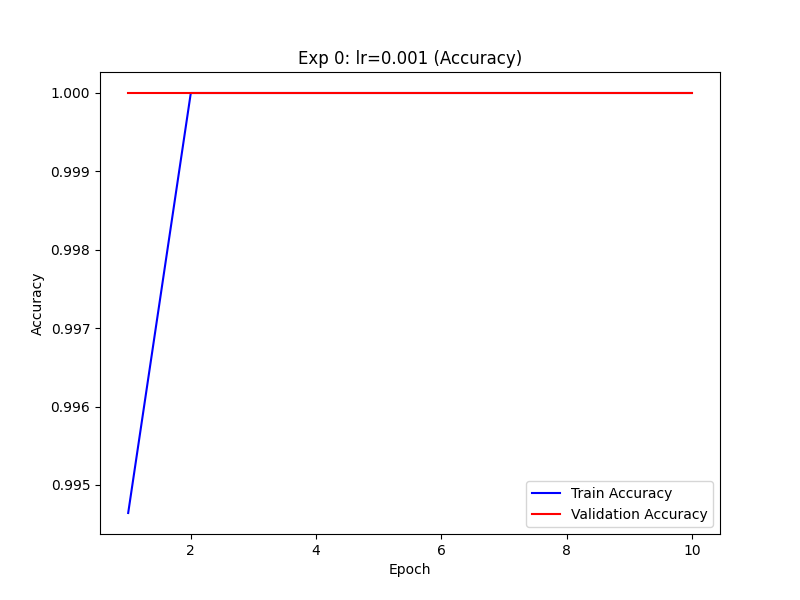 Exp 0: lr=0.001 (Accuracy)
1.000
0.999
0.998
0.997
0.996
0.995
Accuracy
2 4 6 8 10
Epoch
Train Accuracy
Validation Accuracy